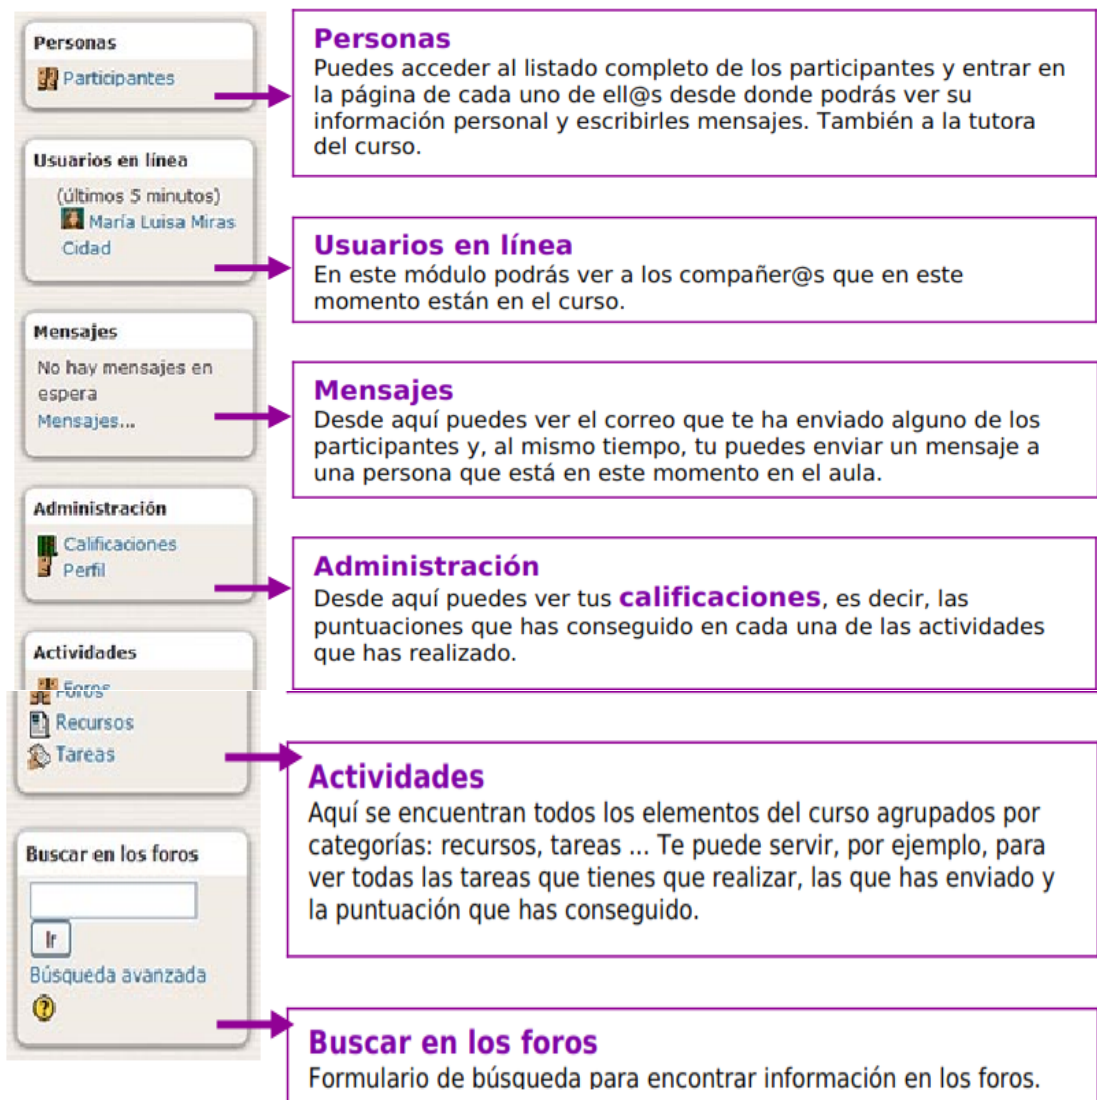 Personas
Participantes
Personas
Puedes acceder al listado completo de los participantes y entrar en
la página de cada uno de ell@s desde donde podrás ver su
información personal y escribirles mensajes. También a la tutora
del curso.
Usuarios en línea
(últimos 5 minutos)
María Luisa Miras
Cidad
Usuarios en línea
En este módulo podrás ver a los compañer@s que en este
momento están en el curso.
Mensajes
No hay mensajes en
espera
Mensajes...
Mensajes
Desde aquí puedes ver el correo que te ha enviado alguno de los
participantes y, al mismo tiempo, tu puedes enviar un mensaje a
una persona que está en este momento en el aula.
Administración
Calificaciones
Perfil
Administración
Desde aquí puedes ver tus calificaciones, es decir, las
puntuaciones que has conseguido en cada una de las actividades
que has realizado.
Actividades
Foros
Recursos
Tareas
Actividades
Aquí se encuentran todos los elementos del curso agrupados por
categorías: recursos, tareas ... Te puede servir, por ejemplo, para
ver todas las tareas que tienes que realizar, las que has enviado y
la puntuación que has conseguido.
Buscar en los foros
Ir
Búsqueda avanzada
?
Buscar en los foros
Formulario de búsqueda para encontrar información en los foros.